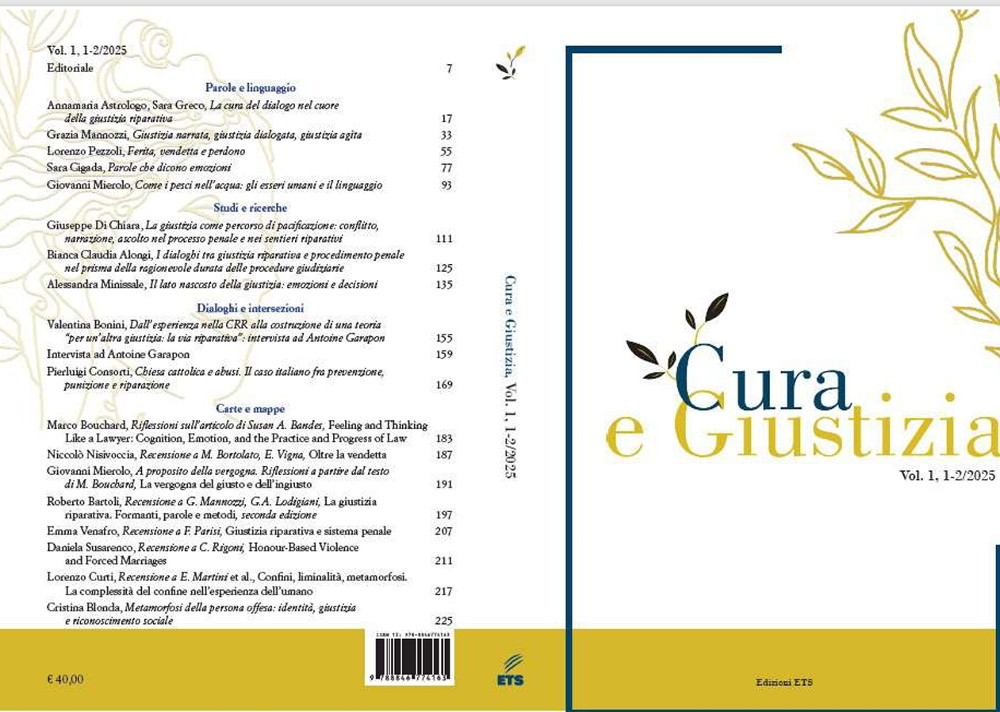 Vol. 1, 1-2/2025
Editoriale 7
Parole e linguaggio
Annamaria Astrologo, Sara Greco, La cura del dialogo nel cuore
della giustizia riparativa 17
Grazia Mannozzi, Giustizia narrata, giustizia dialogata, giustizia agita 33
Lorenzo Pezzoli, Ferita, vendetta e perdono 55
Sara Cigada, Parole che dicono emozioni 77
Giovanni Mierolo, Come i pesci nell'acqua: gli esseri umani e il linguaggio 93
Studi e ricerche
Giuseppe Di Chiara, La giustizia come percorso di pacificazione: conflitto,
narrazione, ascolto nel processo penale e nei sentieri riparativi 111
Bianca Claudia Alongi, I dialoghi tra giustizia riparativa e procedimento penale
nel prisma della ragionevole durata delle procedure giudiziarie 125
Alessandra Minissale, Il lato nascosto della giustizia: emozioni e decisioni 135
Dialoghi e intersezioni
Valentina Bonini, Dall'esperienza nella CRR alla costruzione di una teoria
"per un'altra giustizia: la via riparativa": intervista ad Antoine Garapon 155
Intervista ad Antoine Garapon 159
Pierluigi Consorti, Chiesa cattolica e abusi. Il caso italiano fra prevenzione,
punizione e riparazione 169
Carte e mappe
Marco Bouchard, Riflessioni sull'articolo di Susan A. Bandes, Feeling and Thinking
Like a Lawyer: Cognition, Emotion, and the Practice and Progress of Law 183
Niccolò Nisivoccia, Recensione a M. Bortolato, E. Vigna, Oltre la vendetta 187
Giovanni Mierolo, A proposito della vergogna. Riflessioni a partire dal testo
di M. Bouchard, La vergogna del giusto e dell'ingiusto 191
Roberto Bartoli, Recensione a G. Mannozzi, G.A. Lodigiani, La giustizia
riparativa. Formanti, parole e metodi, seconda edizione 197
Emma Venafro, Recensione a F. Parisi, Giustizia riparativa e sistema penale 207
Daniela Susarenco, Recensione a C. Rigoni, Honour-Based Violence
and Forced Marriages 211
Lorenzo Curti, Recensione a E. Martini et al., Confini, liminalità, metamorfosi.
La complessità del confine nell'esperienza dell'umano 217
Cristina Blonda, Metamorfosi della persona offesa: identità, giustizia
e riconoscimento sociale 225
€ 40,00
9 788846 774163
Cura e Giustizia, Vol. 1, 1-2/2025
ETS
Cura
e Giustizia
Vol. 1, 1-2/2025
Edizioni ETS